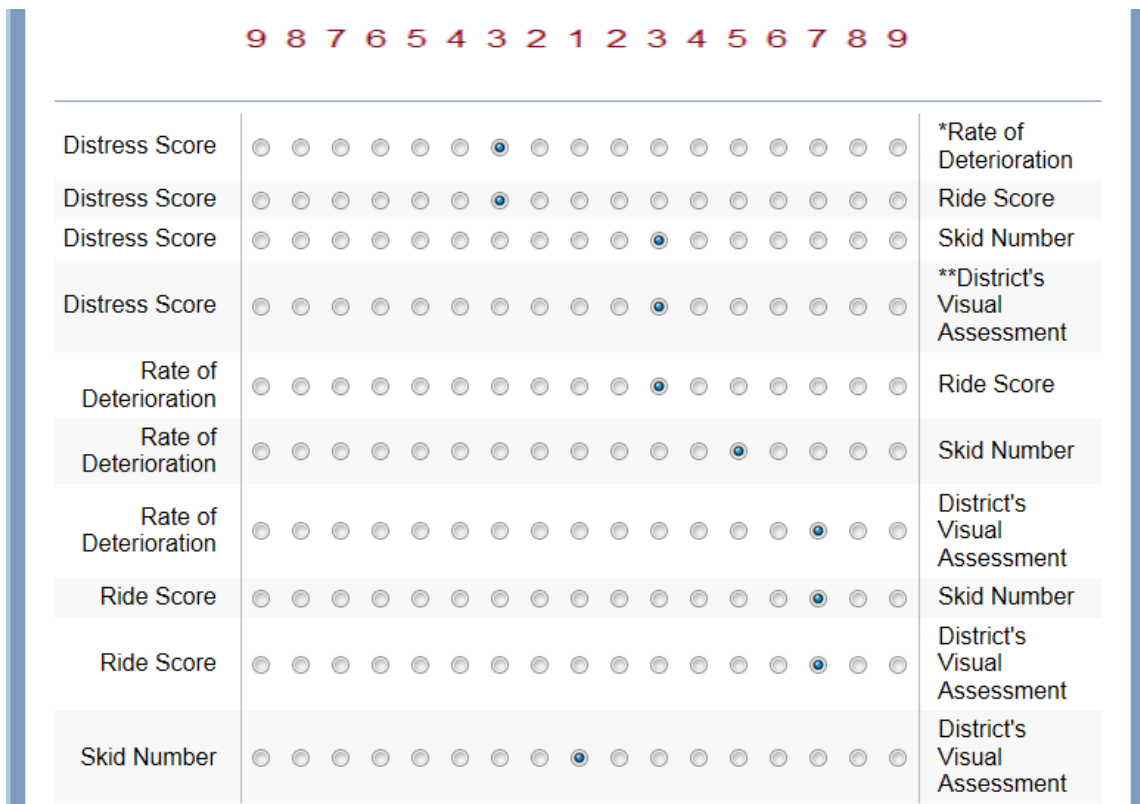 9 8 7 6 5 4 3 2 1 2 3 4 5 6 7 8 9
Distress Score
*Rate of
Deterioration
Distress Score
Ride Score
Distress Score
Skid Number
Distress Score
**District's
Visual
Assessment
Rate of
Deterioration
Ride Score
Rate of
Deterioration
Skid Number
Rate of
Deterioration
District's
Visual
Assessment
Ride Score
Skid Number
Ride Score
District's
Visual
Assessment
Skid Number
District's
Visual
Assessment